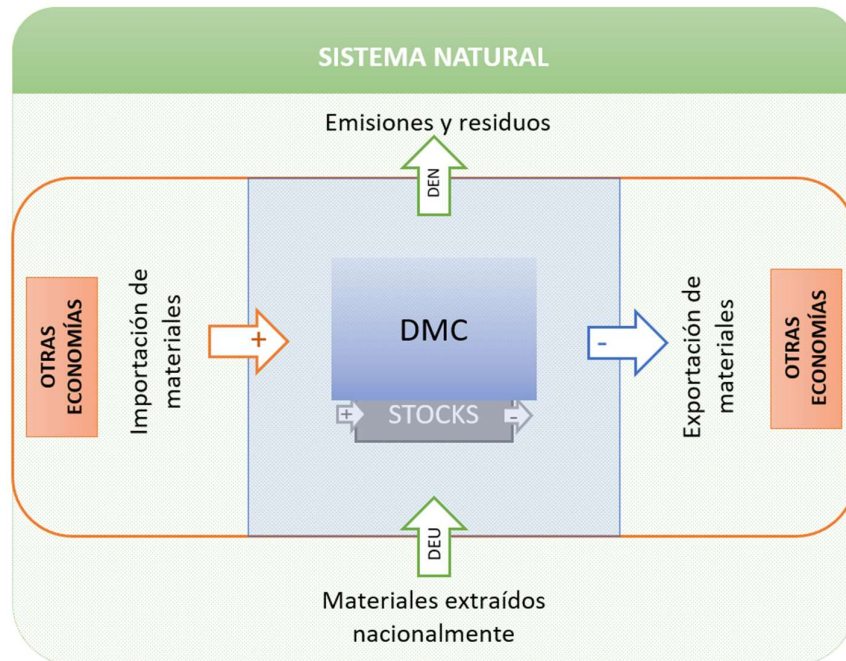 SISTEMA NATURAL
Emisiones y residuos
DEN
OTRAS
ECONOMÍAS
Importación de
materiales
+
DMC
-
Exportación de
materiales
OTRAS
ECONOMÍAS
+
STOCKS
-
DEU
Materiales extraídos
nacionalmente